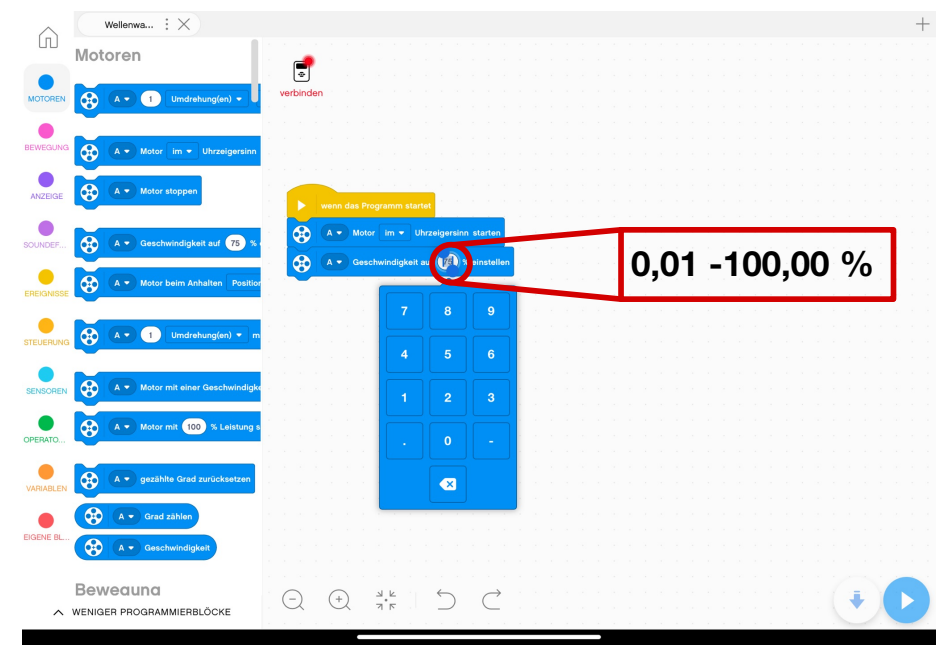 Wellenwa...
Motoren
MOTOREN
A 1 Umdrehung(en)
verbinden
BEWEGUNG
A Motor im Uhrzeigersinn
ANZEIGE
A Motor stoppen
wenn das Programm startet
A Motor im Uhrzeigersinn starten
SOUNDEF...
A Geschwindigkeit auf 75 %
A Geschwindigkeit au 75 % einstellen
0,01 -100,00 %
EREIGNISSE
A Motor beim Anhalten Position
7 8 9
STEUERUNG
A 1 Umdrehung(en) m
4 5 6
SENSOREN
A Motor mit einer Geschwindigke
1 2 3
OPERATO...
A Motor mit 100 % Leistung s
. 0 -
VARIABLEN
A gezählte Grad zurücksetzen
A Grad zählen
EIGENE BL...
A Geschwindigkeit
Bewegung
WENIGER PROGRAMMIERBLÖCKE